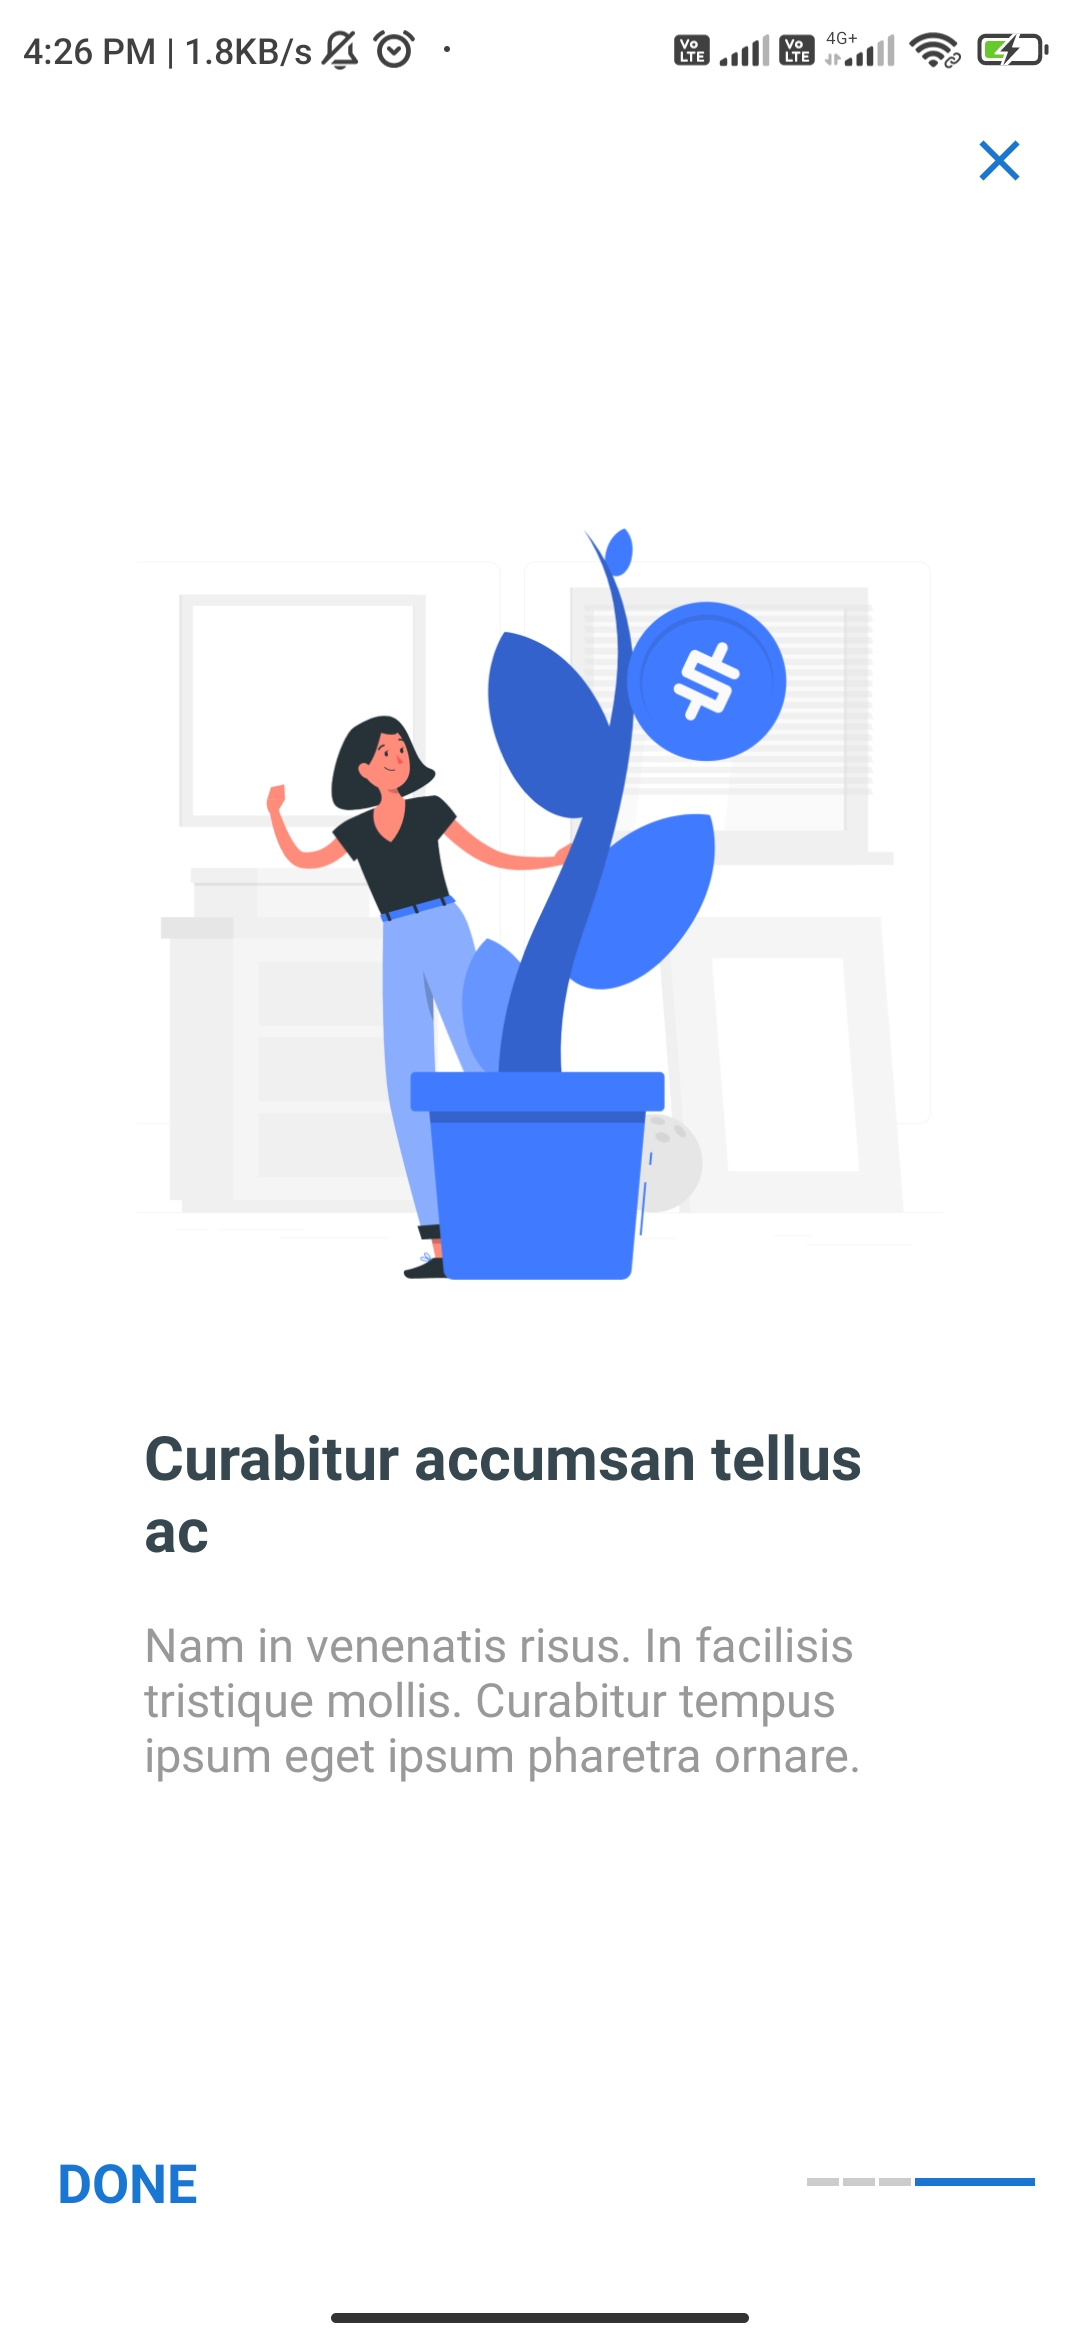 4:26 PM | 1.8KB/s
Vo LTE
Vo LTE
4G+
Curabitur accumsan tellus
ac
Nam in venenatis risus. In facilisis
tristique mollis. Curabitur tempus
ipsum eget ipsum pharetra ornare.
DONE